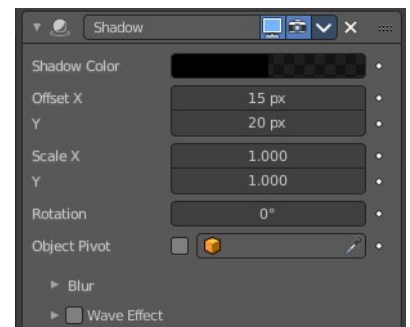 Shadow
Shadow Color
Offset X 15 px
Y 20 px
Scale X 1.000
Y 1.000
Rotation 0°
Object Pivot
Blur
Wave Effect